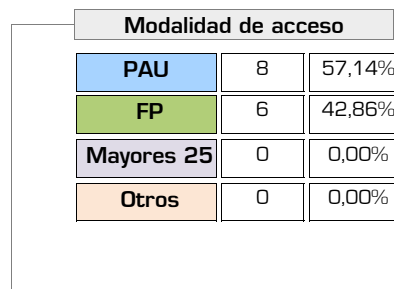 Modalidad de acceso
PAU 8 57,14%
FP 6 42,86%
Mayores 25 0 0,00%
Otros 0 0,00%